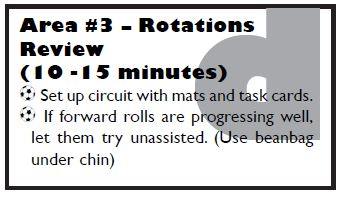 Area #3 – Rotations
Review
(10 -15 minutes)
Set up circuit with mats and task cards.
If forward rolls are progressing well,
let them try unassisted. (Use beanbag
under chin)